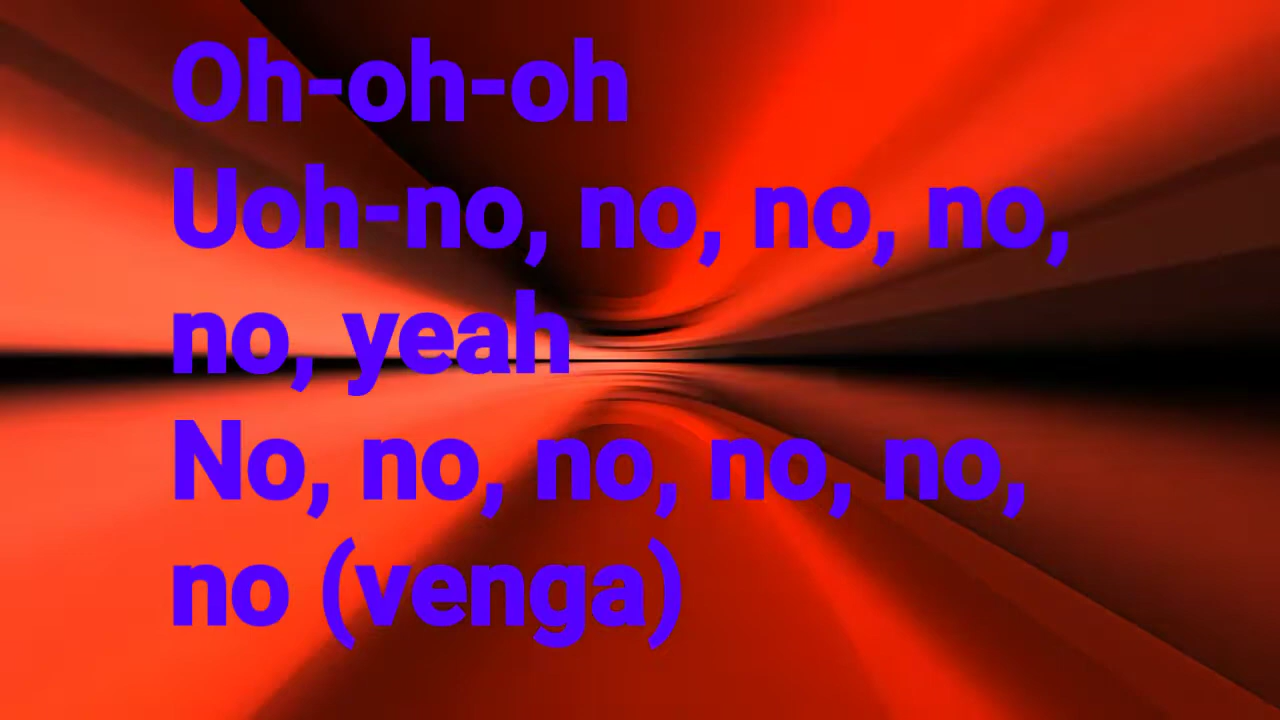 Oh-oh-oh
Uoh-no, no, no, no,
no, yeah
No, no, no, no, no,
no (venga)